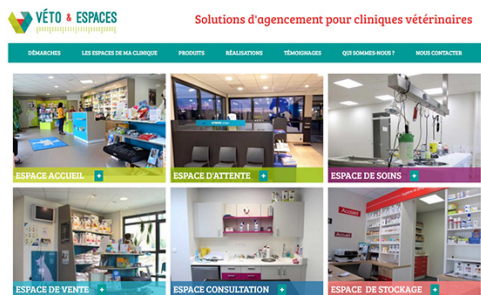 VÉTO & ESPACES
Solutions d'agencement pour cliniques vétérinaires
DÉMARCHES LES ESPACES DE MA CLINIQUE PRODUITS RÉALISATIONS TÉMOIGNAGES QUI SOMMES-NOUS ? NOUS CONTACTER
ESPACE ACCUEIL +
ESPACE D'ATTENTE +
ESPACE DE SOINS +
Accueil
ESPACE DE VENTE +
ESPACE CONSULTATION +
ESPACE DE STOCKAGE +